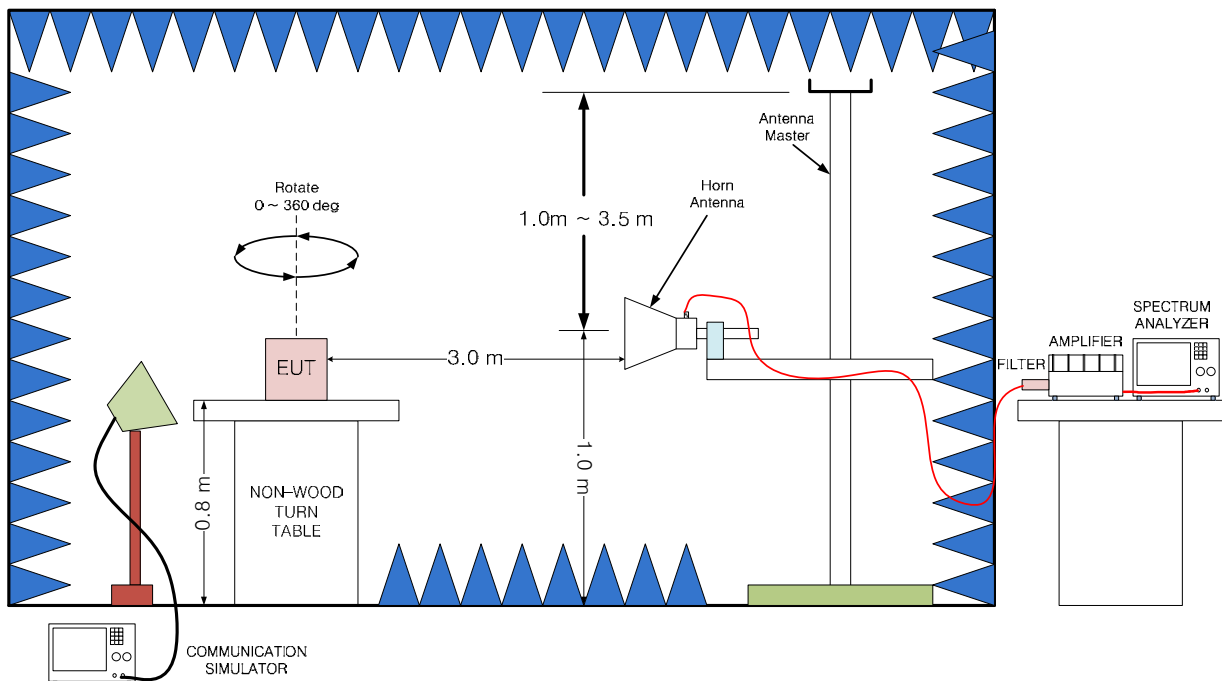 Rotate
0 ~ 360 deg
1.0m ~ 3.5 m
Antenna
Master
Horn
Antenna
EUT
3.0 m
SPECTRUM
ANALYZER
AMPLIFIER
FILTER
0.8 m
1.0 m
NON-WOOD
TURN
TABLE
COMMUNICATION
SIMULATOR